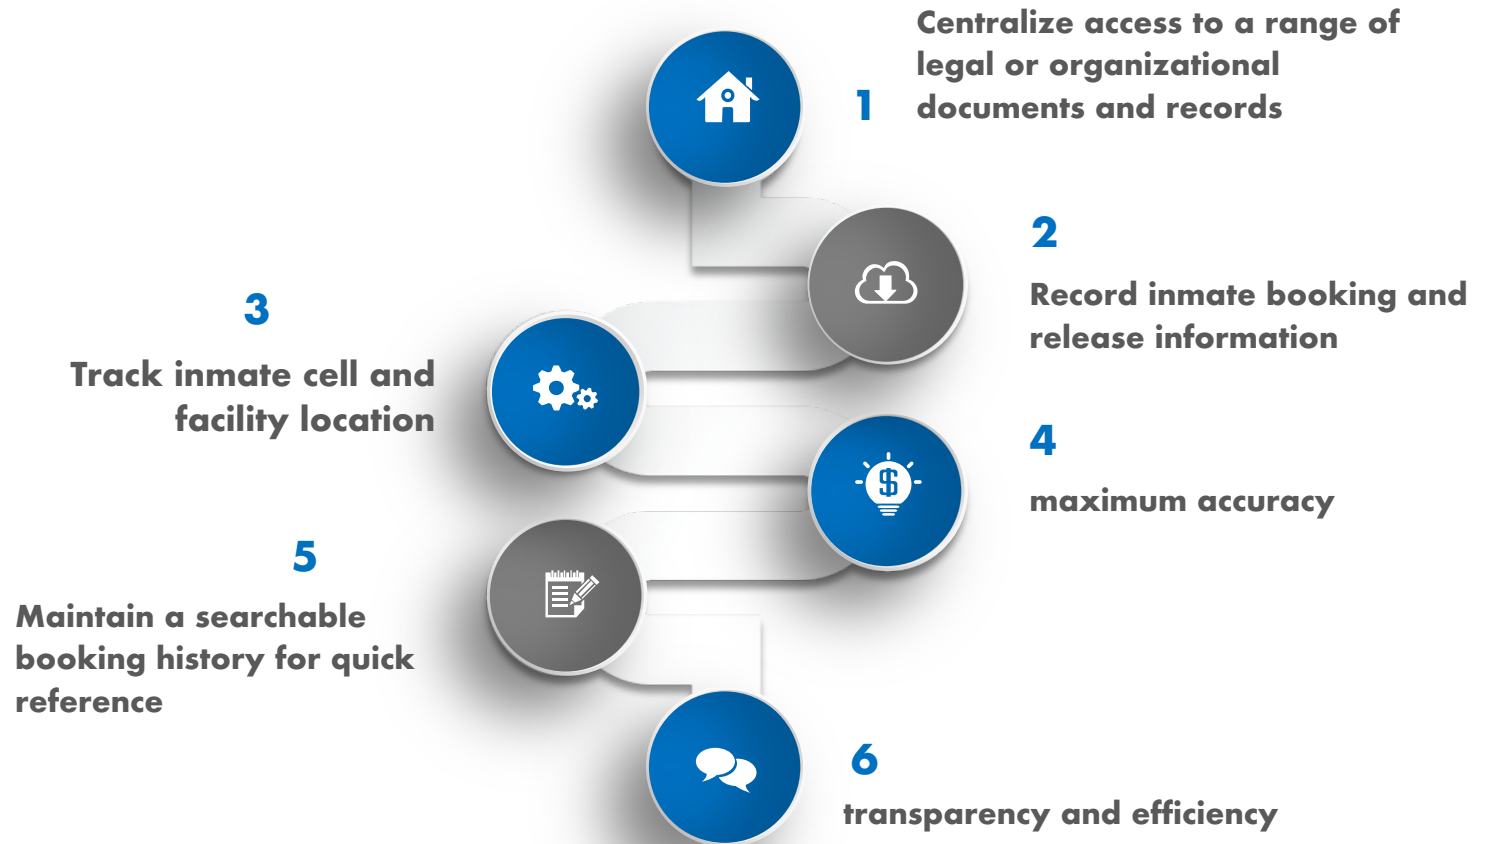 1
Centralize access to a range of
legal or organizational
documents and records
2
Record inmate booking and
release information
3
Track inmate cell and
facility location
4
maximum accuracy
5
Maintain a searchable
booking history for quick
reference
6
transparency and efficiency